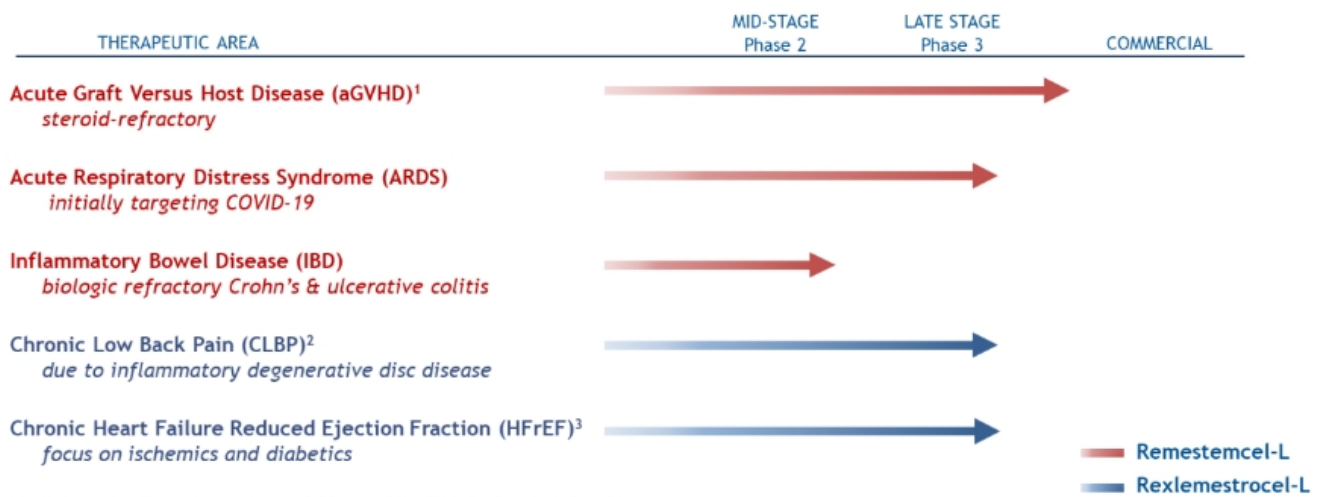 MID-STAGE LATE STAGE
THERAPEUTIC AREA Phase 2 Phase 3 COMMERCIAL
Acute Graft Versus Host Disease (aGVHD)¹
steroid-refractory
Acute Respiratory Distress Syndrome (ARDS)
initially targeting COVID-19
Inflammatory Bowel Disease (IBD)
biologic refractory Crohn's & ulcerative colitis
Chronic Low Back Pain (CLBP)²
due to inflammatory degenerative disc disease
Chronic Heart Failure Reduced Ejection Fraction (HFrEF)³
focus on ischemics and diabetics
Remestemcel-L
Rexlemestrocel-L